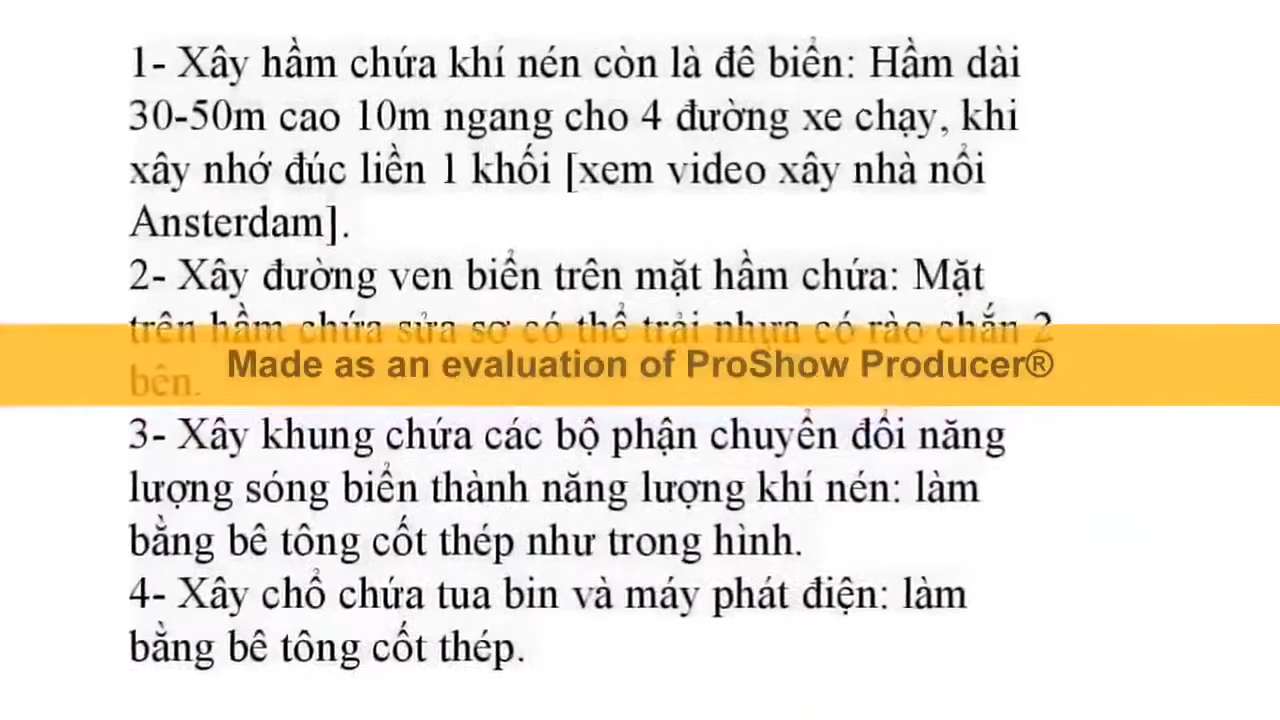 1- Xây hầm chứa khí nén còn là đê biển: Hầm dài
30-50m cao 10m ngang cho 4 đường xe chạy, khi
xây nhớ đúc liền 1 khối [xem video xây nhà nổi
Ansterdam].
2- Xây đường ven biển trên mặt hầm chứa: Mặt
trên hầm chứa sửa sơ có thể trải nhựa có rào chắn 2
bên.
Made as an evaluation of ProShow Producer®
3- Xây khung chứa các bộ phận chuyển đổi năng
lượng sóng biển thành năng lượng khí nén: làm
bằng bê tông cốt thép như trong hình.
4- Xây chổ chứa tua bin và máy phát điện: làm
bằng bê tông cốt thép.